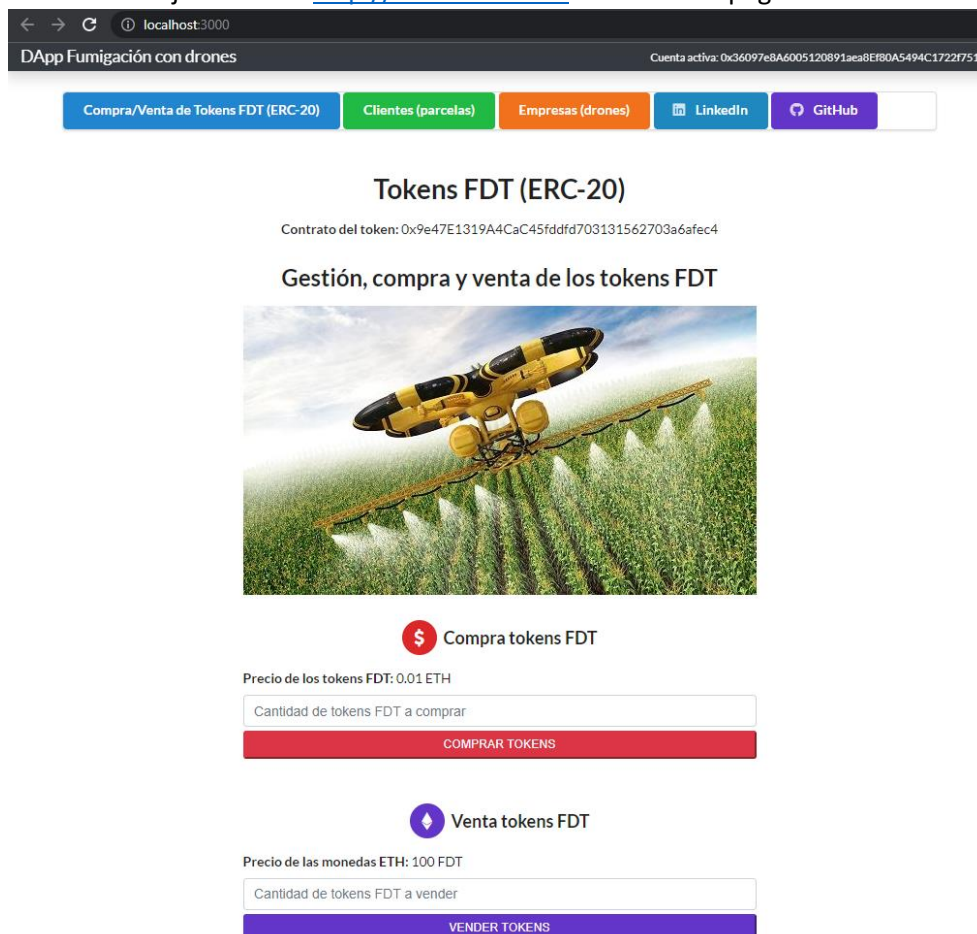 localhost:3000
DApp Fumigación con drones
Cuenta activa: 0x36097e8A6005120891aea8Ef80A5494C1722f751
Compra/Venta de Tokens FDT (ERC-20) Clientes (parcelas) Empresas (drones) LinkedIn GitHub
Tokens FDT (ERC-20)
Contrato del token: 0x9e47E1319A4CaC45fddfd703131562703a6afec4
Gestión, compra y venta de los tokens FDT
Compra tokens FDT
Precio de los tokens FDT: 0.01 ETH
Cantidad de tokens FDT a comprar
COMPRAR TOKENS
Venta tokens FDT
Precio de las monedas ETH: 100 FDT
Cantidad de tokens FDT a vender
VENDER TOKENS